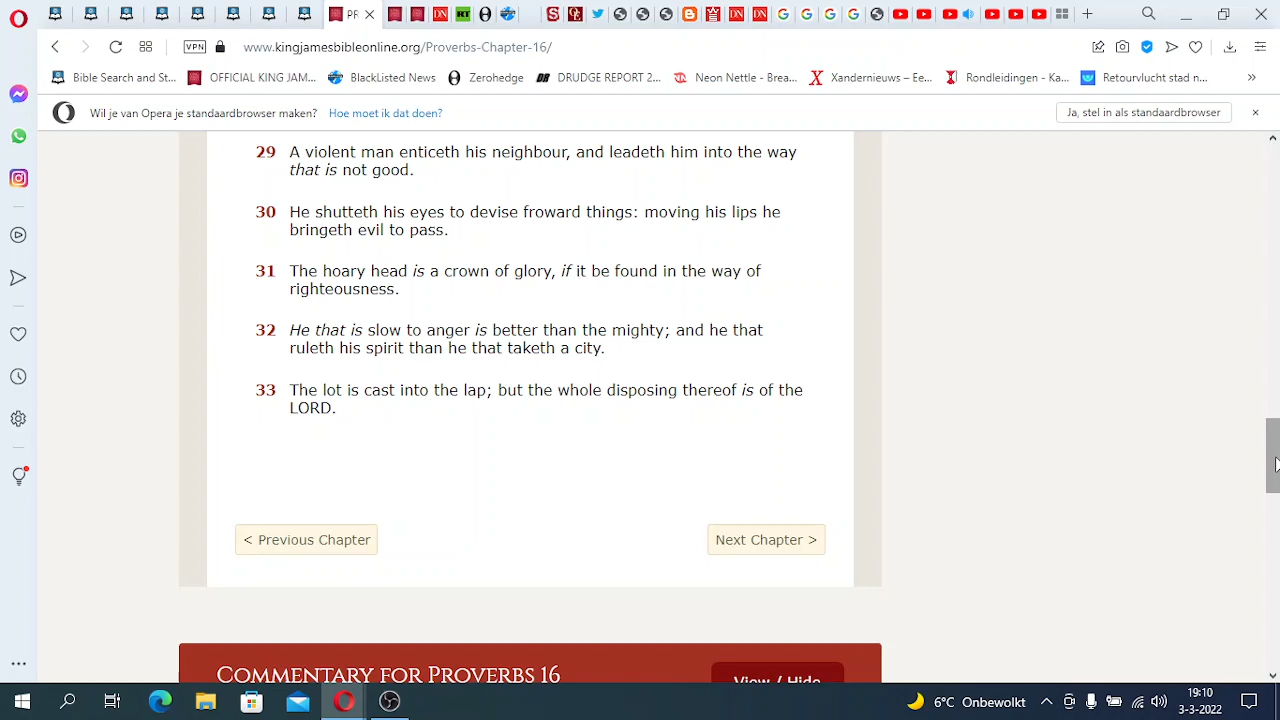 PF
DN
RT
DN
DN
VPN
www.kingjamesbibleonline.org/Proverbs-Chapter-16/
Bible Search and St...
OFFICIAL KING JAM...
BlackListed News
Zerohedge
DRUDGE REPORT 2...
Neon Nettle - Brea...
Xandernieuws – Ee...
Rondleidingen - Ka...
Retourvlucht stad n...
Wil je van Opera je standaardbrowser maken? Hoe moet ik dat doen?
Ja, stel in als standaardbrowser
29 A violent man enticeth his neighbour, and leadeth him into the way
that is not good.
30 He shutteth his eyes to devise froward things: moving his lips he
bringeth evil to pass.
31 The hoary head is a crown of glory, if it be found in the way of
righteousness.
32 He that is slow to anger is better than the mighty; and he that
ruleth his spirit than he that taketh a city.
33 The lot is cast into the lap; but the whole disposing thereof is of the
LORD.
< Previous Chapter
Next Chapter >
Commentary for Proverbs 16
View / Hide
6°C Onbewolkt
19:10
3-3-2022